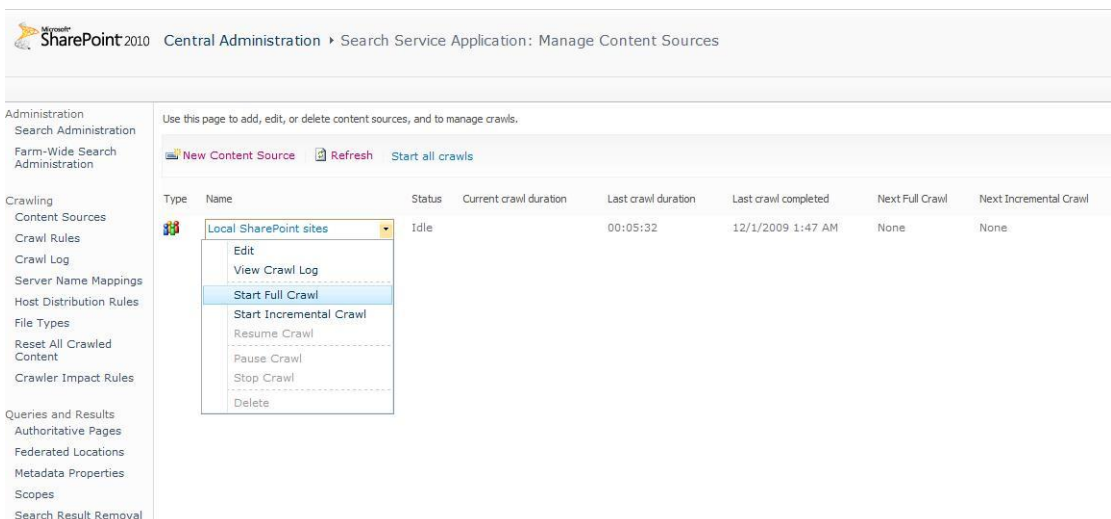 Microsoft
SharePoint 2010 Central Administration ▸ Search Service Application: Manage Content Sources
Administration
Search Administration
Farm-Wide Search
Administration
Crawling
Content Sources
Crawl Rules
Crawl Log
Server Name Mappings
Host Distribution Rules
File Types
Reset All Crawled
Content
Crawler Impact Rules
Queries and Results
Authoritative Pages
Federated Locations
Metadata Properties
Scopes
Search Result Removal
Use this page to add, edit, or delete content sources, and to manage crawls.
New Content Source Refresh Start all crawls
Type Name Status Current crawl duration Last crawl duration Last crawl completed Next Full Crawl Next Incremental Crawl
Local SharePoint sites Idle 00:05:32 12/1/2009 1:47 AM None None
Edit
View Crawl Log
Start Full Crawl
Start Incremental Crawl
Resume Crawl
Pause Crawl
Stop Crawl
Delete